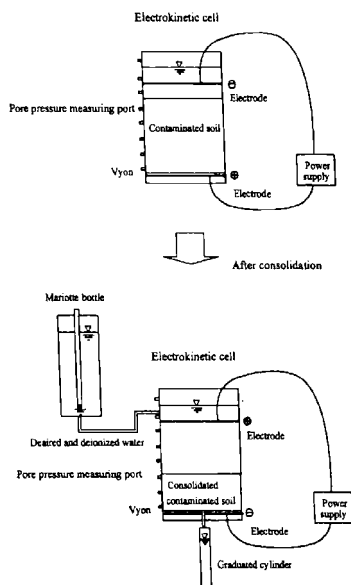 Electrokinetic cell
⊖
Electrode
Pore pressure measuring port
Contaminated soil
Power
supply
Vyon
⊕
Electrode
After consolidation
Mariotte bottle
Electrokinetic cell
⊕
Electrode
Desired and deionized water
Pore pressure measuring port
Consolidated
contaminated soil
Power
supply
Vyon
⊖
Electrode
Graduated cylinder